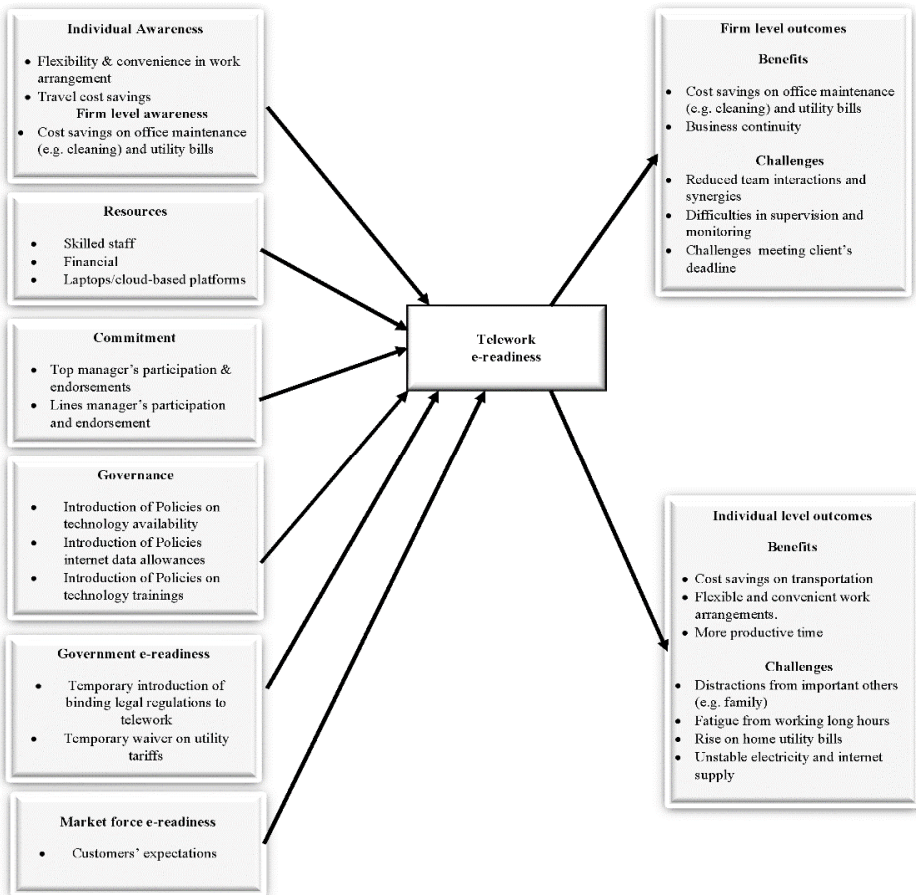 Individual Awareness
• Flexibility & convenience in work
arrangement
• Travel cost savings
Firm level awareness
• Cost savings on office maintenance
(e.g. cleaning) and utility bills
Resources
• Skilled staff
• Financial
• Laptops/cloud-based platforms
Commitment
• Top manager's participation &
endorsements
• Lines manager's participation
and endorsement
Governance
• Introduction of Policies on
technology availability
• Introduction of Policies
internet data allowances
• Introduction of Policies on
technology trainings
Government e-readiness
• Temporary introduction of
binding legal regulations to
telework
• Temporary waiver on utility
tariffs
Market force e-readiness
• Customers' expectations
Telework
e-readiness
Firm level outcomes
Benefits
• Cost savings on office maintenance
(e.g. cleaning) and utility bills
• Business continuity
Challenges
• Reduced team interactions and
synergies
• Difficulties in supervision and
monitoring
• Challenges meeting client's
deadline
Individual level outcomes
Benefits
• Cost savings on transportation
• Flexible and convenient work
arrangements.
• More productive time
Challenges
• Distractions from important others
(e.g. family)
• Fatigue from working long hours
• Rise on home utility bills
• Unstable electricity and internet
supply